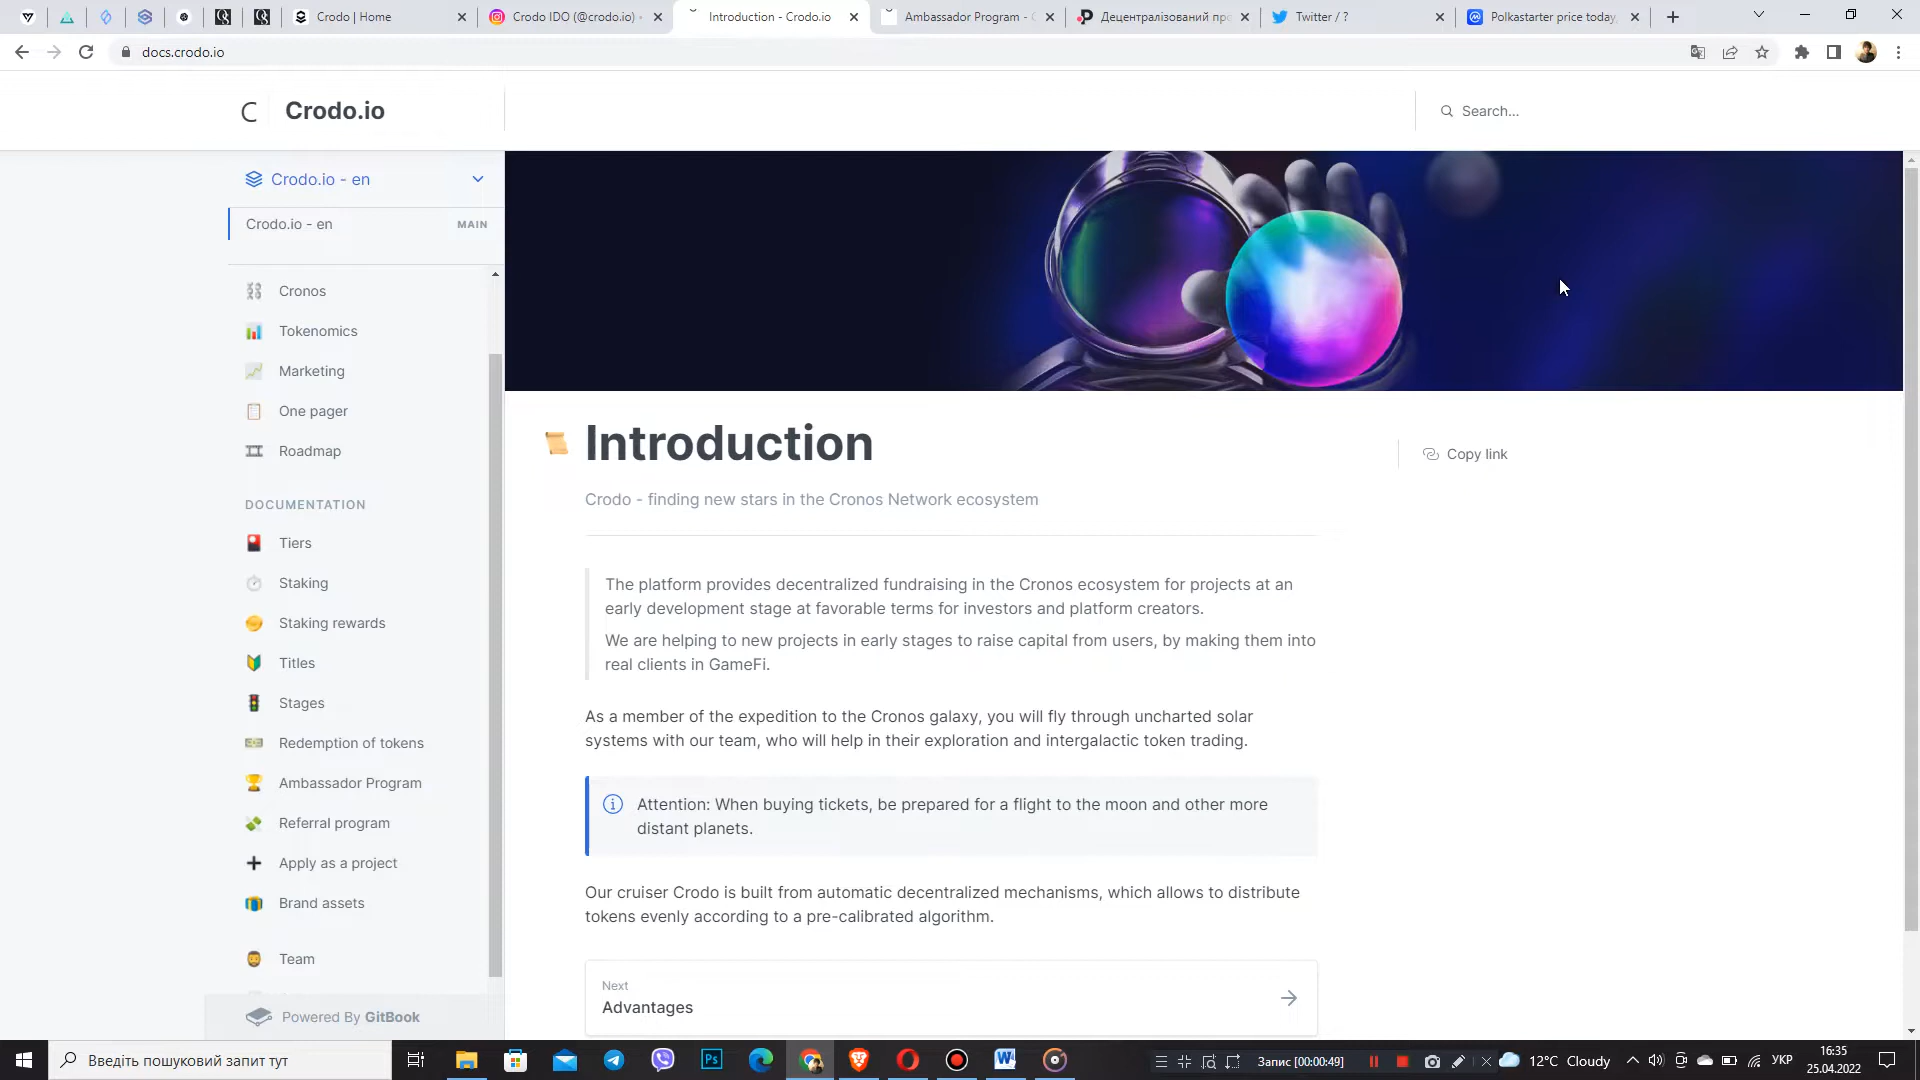 Crodo | Home
Crodo IDO (@crodo.io) •
Introduction - Crodo.io
Ambassador Program - C
Децентралізований про
Twitter / ?
Polkastarter price today,
docs.crodo.io
C
Crodo.io
Search...
Crodo.io - en
Crodo.io - en
MAIN
Cronos
Tokenomics
Marketing
One pager
Roadmap
DOCUMENTATION
Tiers
Staking
Staking rewards
Titles
Stages
Redemption of tokens
Ambassador Program
Referral program
Apply as a project
Brand assets
Team
Powered By GitBook
Introduction
Copy link
Crodo - finding new stars in the Cronos Network ecosystem
The platform provides decentralized fundraising in the Cronos ecosystem for projects at an
early development stage at favorable terms for investors and platform creators.
We are helping to new projects in early stages to raise capital from users, by making them into
real clients in GameFi.
As a member of the expedition to the Cronos galaxy, you will fly through uncharted solar
systems with our team, who will help in their exploration and intergalactic token trading.
Attention: When buying tickets, be prepared for a flight to the moon and other more
distant planets.
Our cruiser Crodo is built from automatic decentralized mechanisms, which allows to distribute
tokens evenly according to a pre-calibrated algorithm.
Next
Advantages
Введіть пошуковий запит тут
Запис [00:00:49]
12°C Cloudy
УКР
16:35
25.04.2022